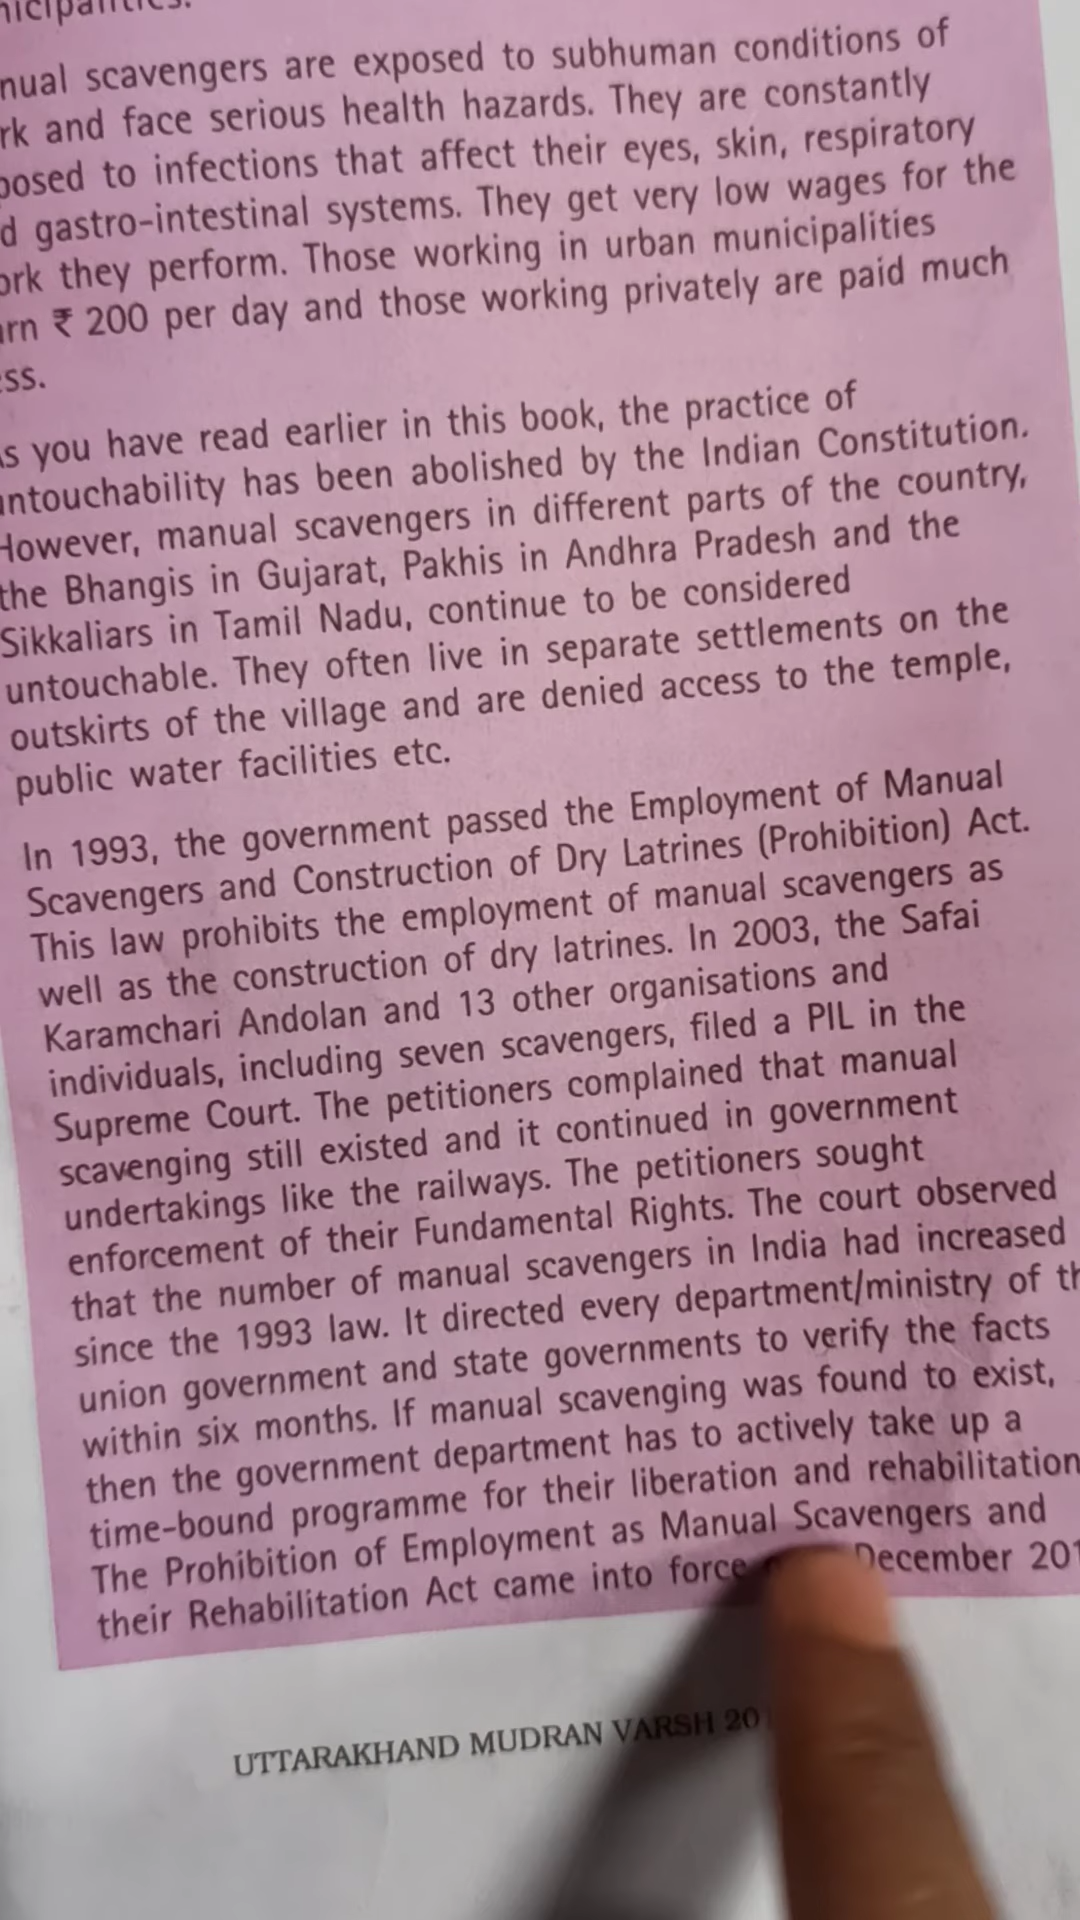 nicipalities.
nual scavengers are exposed to subhuman conditions of
rk and face serious health hazards. They are constantly
posed to infections that affect their eyes, skin, respiratory
d gastro-intestinal systems. They get very low wages for the
ork they perform. Those working in urban municipalities
arn ₹ 200 per day and those working privately are paid much
ess.
As you have read earlier in this book, the practice of
untouchability has been abolished by the Indian Constitution.
However, manual scavengers in different parts of the country,
the Bhangis in Gujarat, Pakhis in Andhra Pradesh and the
Sikkaliars in Tamil Nadu, continue to be considered
untouchable. They often live in separate settlements on the
outskirts of the village and are denied access to the temple,
public water facilities etc.
In 1993, the government passed the Employment of Manual
Scavengers and Construction of Dry Latrines (Prohibition) Act.
This law prohibits the employment of manual scavengers as
well as the construction of dry latrines. In 2003, the Safai
Karamchari Andolan and 13 other organisations and
individuals, including seven scavengers, filed a PIL in the
Supreme Court. The petitioners complained that manual
scavenging still existed and it continued in government
undertakings like the railways. The petitioners sought
enforcement of their Fundamental Rights. The court observed
that the number of manual scavengers in India had increased
since the 1993 law. It directed every department/ministry of th
union government and state governments to verify the facts
within six months. If manual scavenging was found to exist,
then the government department has to actively take up a
time-bound programme for their liberation and rehabilitation
The Prohibition of Employment as Manual Scavengers and
their Rehabilitation Act came into force December 201
UTTARAKHAND MUDRAN VARSH 20